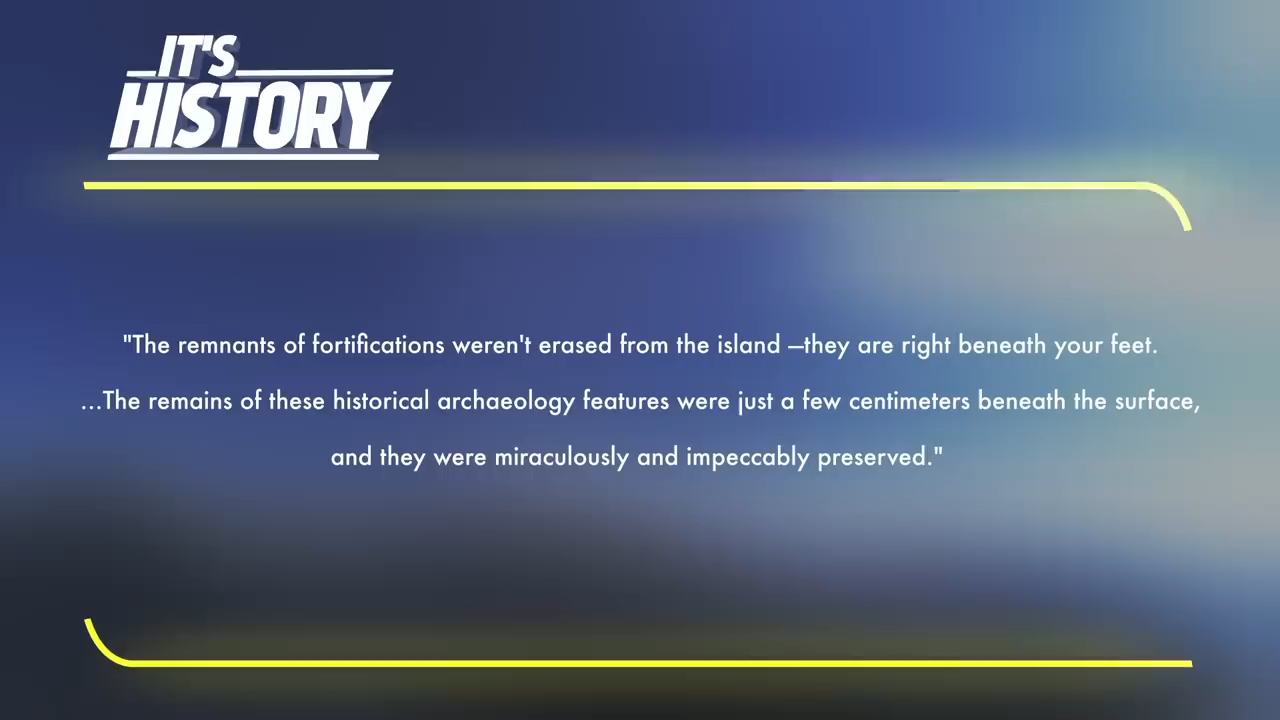 IT'S
HISTORY
"The remnants of fortifications weren't erased from the island —they are right beneath your feet.
...The remains of these historical archaeology features were just a few centimeters beneath the surface,
and they were miraculously and impeccably preserved."